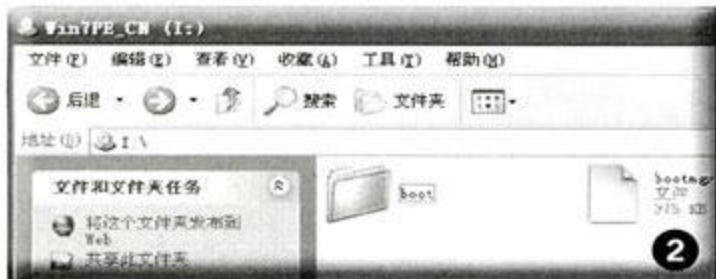 Win7PE_CN (I:)
文件(F) 编辑(E) 查看(V) 收藏(A) 工具(T) 帮助(H)
后退 搜索 文件夹
地址(D) I:\
文件和文件夹任务
将这个文件夹发布到
Web
共享此文件夹
boot
bootmgr
文件
2